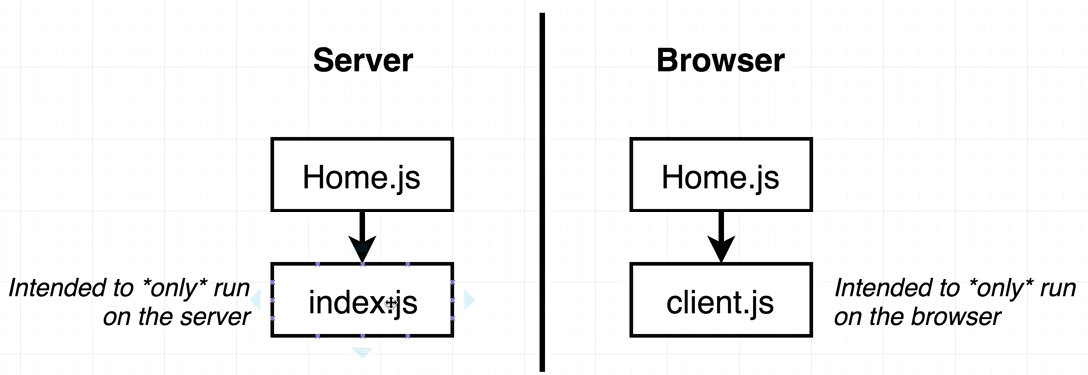 Server
Browser
Home.js
Home.js
Intended to *only* run
on the server
index.js
client.js
Intended to *only* run
on the browser